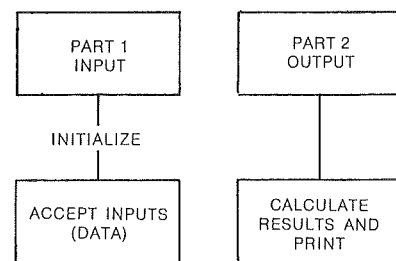 PART 1
INPUT
INITIALIZE
ACCEPT INPUTS
(DATA)
PART 2
OUTPUT
CALCULATE
RESULTS AND
PRINT